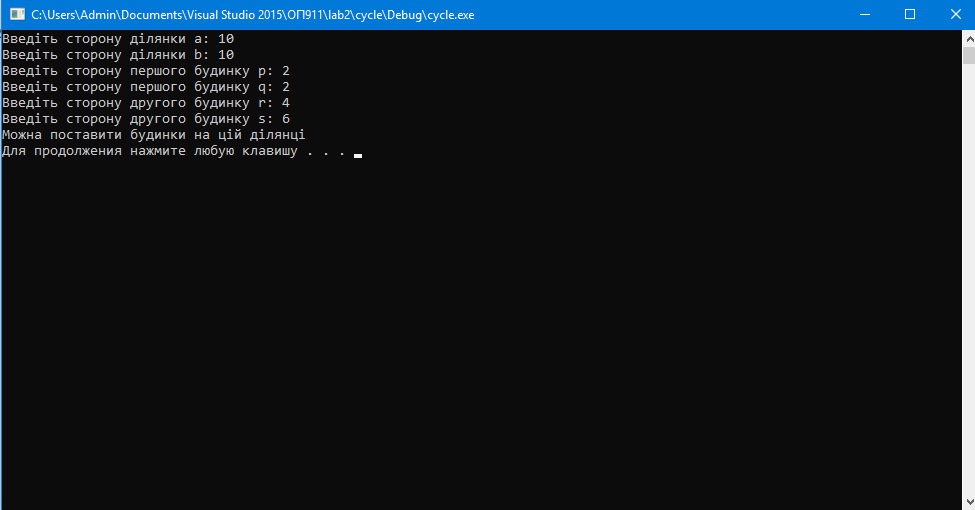 C:\Users\Admin\Documents\Visual Studio 2015\ОП911\lab2\cycle\Debug\cycle.exe
Введіть сторону ділянки a: 10
Введіть сторону ділянки b: 10
Введіть сторону першого будинку p: 2
Введіть сторону першого будинку q: 2
Введіть сторону другого будинку r: 4
Введіть сторону другого будинку s: 6
Можна поставити будинки на цій ділянці
Для продолжения нажмите любую клавишу . . .